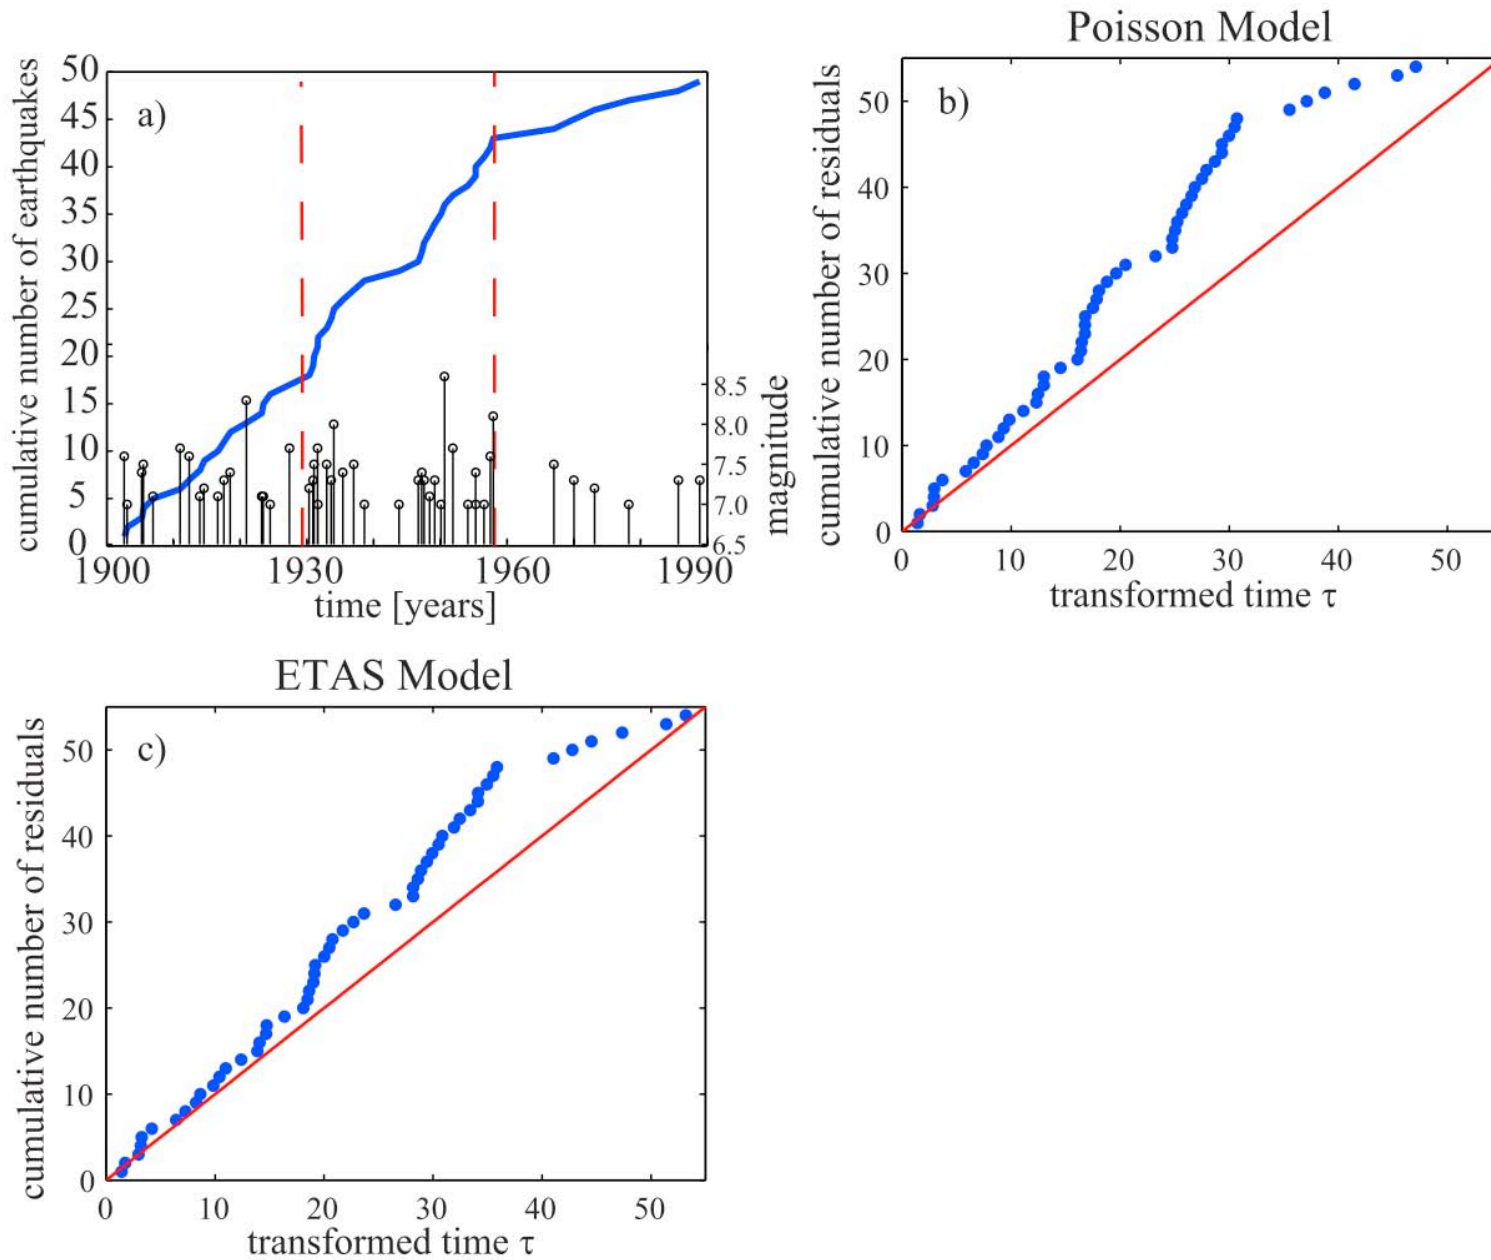 a)
cumulative number of earthquakes
50
45
40
35
30
25
20
15
10
5
0
8.5
8.0
7.5
7.0
6.5
magnitude
1900 1930 1960 1990
time [years]
Poisson Model
b)
cumulative number of residuals
50
40
30
20
10
0
0 10 20 30 40 50
transformed time τ
ETAS Model
c)
cumulative number of residuals
50
40
30
20
10
0
0 10 20 30 40 50
transformed time τ